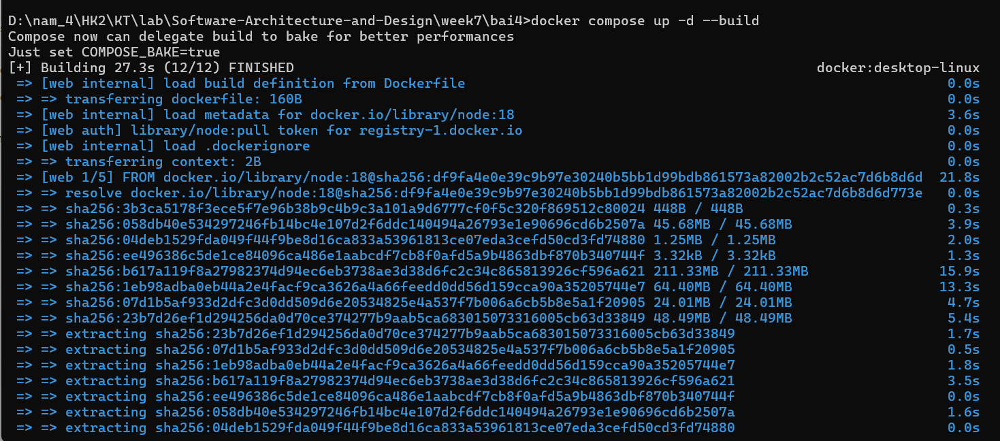 D:\nam_4\HK2\KT\lab\Software-Architecture-and-Design\week7\bai4>docker compose up -d --build
Compose now can delegate build to bake for better performances
Just set COMPOSE_BAKE=true
[+] Building 27.3s (12/12) FINISHED docker:desktop-linux
=> [web internal] load build definition from Dockerfile 0.0s
=> => transferring dockerfile: 160B 0.0s
=> [web internal] load metadata for docker.io/library/node:18 3.6s
=> [web auth] library/node:pull token for registry-1.docker.io 0.0s
=> [web internal] load .dockerignore 0.0s
=> => transferring context: 2B 0.0s
=> [web 1/5] FROM docker.io/library/node:18@sha256:df9fa4e0e39c9b97e30240b5bb1d99bdb861573a82002b2c52ac7d6b8d6d 21.8s
=> => resolve docker.io/library/node:18@sha256:df9fa4e0e39c9b97e30240b5bb1d99bdb861573a82002b2c52ac7d6b8d6d773e 0.0s
=> => sha256:3b3ca5178f3ece5f7e96b38b9c4b9c3a101a9d6777cf0f5c320f869512c80024 448B / 448B 0.3s
=> => sha256:058db40e534297246fb14bc4e107d2f6ddc140494a26793e1e90696cd6b2507a 45.68MB / 45.68MB 3.9s
=> => sha256:04deb1529fda049f44f9be8d16ca833a53961813ce07eda3cefd50cd3fd74880 1.25MB / 1.25MB 2.0s
=> => sha256:ee496386c5de1ce84096ca486e1aabcdf7cb8f0afd5a9b4863dbf870b340744f 3.32kB / 3.32kB 1.3s
=> => sha256:b617a119f8a27982374d94ec6eb3738ae3d38d6fc2c34c865813926cf596a621 211.33MB / 211.33MB 15.9s
=> => sha256:1eb98adba0eb44a2e4facf9ca3626a4a66feedd0dd56d159cca90a35205744e7 64.40MB / 64.40MB 13.3s
=> => sha256:07d1b5af933d2dfc3d0dd509d6e20534825e4a537f7b006a6cb5b8e5a1f20905 24.01MB / 24.01MB 4.7s
=> => sha256:23b7d26ef1d294256da0d70ce374277b9aab5ca683015073316005cb63d33849 48.49MB / 48.49MB 5.4s
=> => extracting sha256:23b7d26ef1d294256da0d70ce374277b9aab5ca683015073316005cb63d33849 1.7s
=> => extracting sha256:07d1b5af933d2dfc3d0dd509d6e20534825e4a537f7b006a6cb5b8e5a1f20905 0.5s
=> => extracting sha256:1eb98adba0eb44a2e4facf9ca3626a4a66feedd0dd56d159cca90a35205744e7 1.8s
=> => extracting sha256:b617a119f8a27982374d94ec6eb3738ae3d38d6fc2c34c865813926cf596a621 3.5s
=> => extracting sha256:ee496386c5de1ce84096ca486e1aabcdf7cb8f0afd5a9b4863dbf870b340744f 0.0s
=> => extracting sha256:058db40e534297246fb14bc4e107d2f6ddc140494a26793e1e90696cd6b2507a 1.6s
=> => extracting sha256:04deb1529fda049f44f9be8d16ca833a53961813ce07eda3cefd50cd3fd74880 0.0s